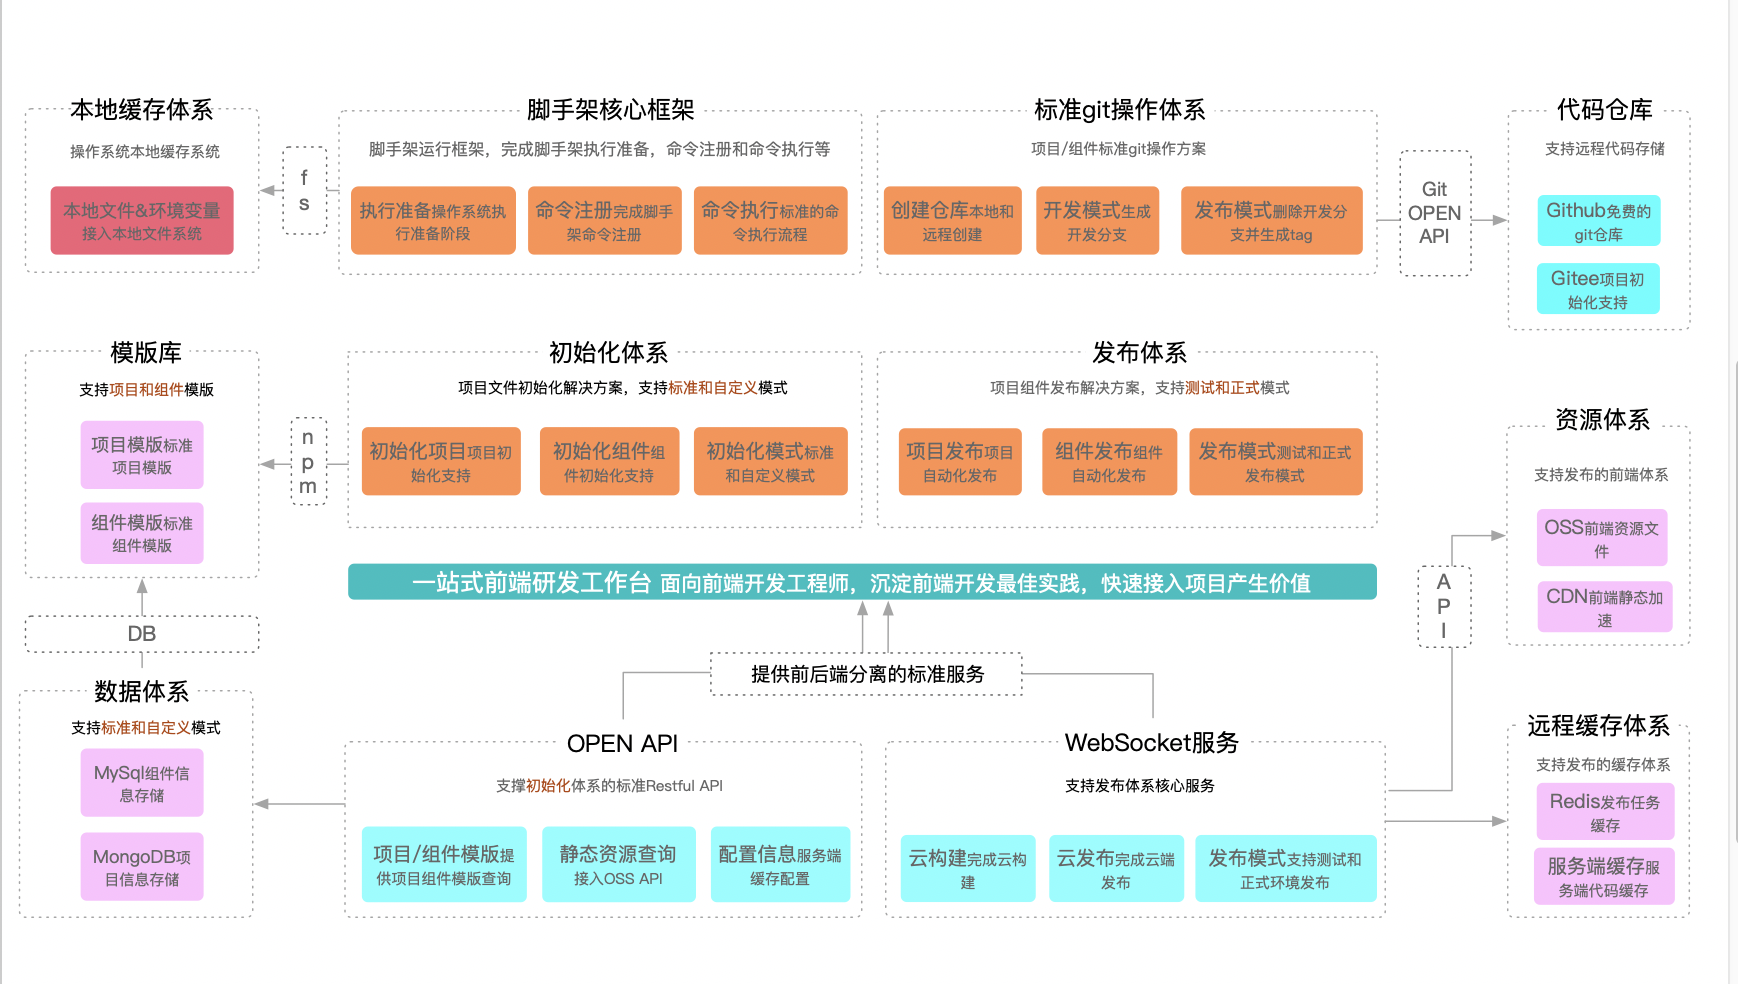 本地缓存体系
操作系统本地缓存系统
本地文件&环境变量
接入本地文件系统
f
s
脚手架核心框架
脚手架运行框架，完成脚手架执行准备，命令注册和命令执行等
执行准备操作系统执
行准备阶段
命令注册完成脚手
架命令注册
命令执行标准的命
令执行流程
标准git操作体系
项目/组件标准git操作方案
创建仓库本地和
远程创建
开发模式生成
开发分支
发布模式删除开发分
支并生成tag
Git
OPEN
API
代码仓库
支持远程代码存储
Github免费的
git仓库
Gitee项目初
始化支持
模版库
支持项目和组件模版
项目模版标准
项目模版
组件模版标准
组件模版
n
p
m
初始化体系
项目文件初始化解决方案，支持标准和自定义模式
初始化项目项目初
始化支持
初始化组件组
件初始化支持
初始化模式标准
和自定义模式
发布体系
项目组件发布解决方案，支持测试和正式模式
项目发布项目
自动化发布
组件发布组件
自动化发布
发布模式测试和正式
发布模式
资源体系
支持发布的前端体系
OSS前端资源文
件
CDN前端静态加
速
A
P
I
一站式前端研发工作台 面向前端开发工程师，沉淀前端开发最佳实践，快速接入项目产生价值
DB
提供前后端分离的标准服务
数据体系
支持标准和自定义模式
MySql组件信
息存储
MongoDB项
目信息存储
OPEN API
支撑初始化体系的标准Restful API
项目/组件模版提
供项目组件模版查询
静态资源查询
接入OSS API
配置信息服务端
缓存配置
WebSocket服务
支持发布体系核心服务
云构建完成云构
建
云发布完成云端
发布
发布模式支持测试和
正式环境发布
远程缓存体系
支持发布的缓存体系
Redis发布任务
缓存
服务端缓存服
务端代码缓存